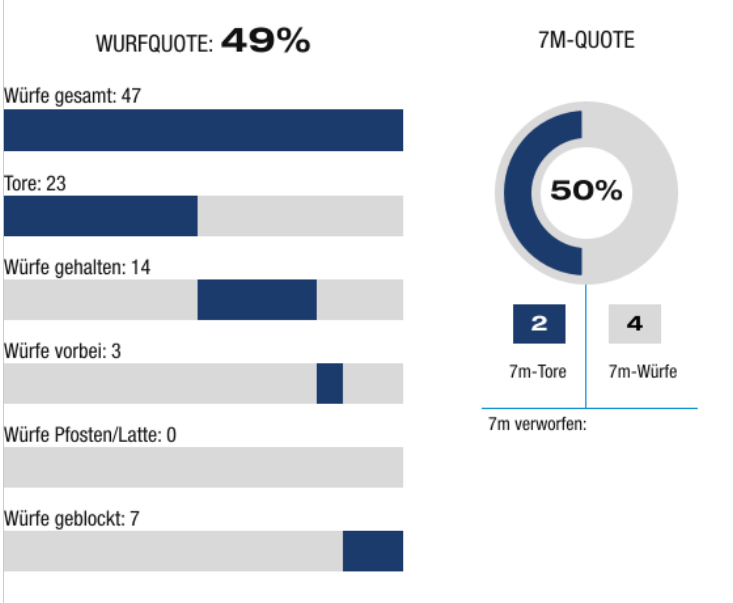 WURFQUOTE: 49%
Würfe gesamt: 47
Tore: 23
Würfe gehalten: 14
Würfe vorbei: 3
Würfe Pfosten/Latte: 0
Würfe geblockt: 7
7M-QUOTE
50%
2 4
7m-Tore 7m-Würfe
7m verworfen: